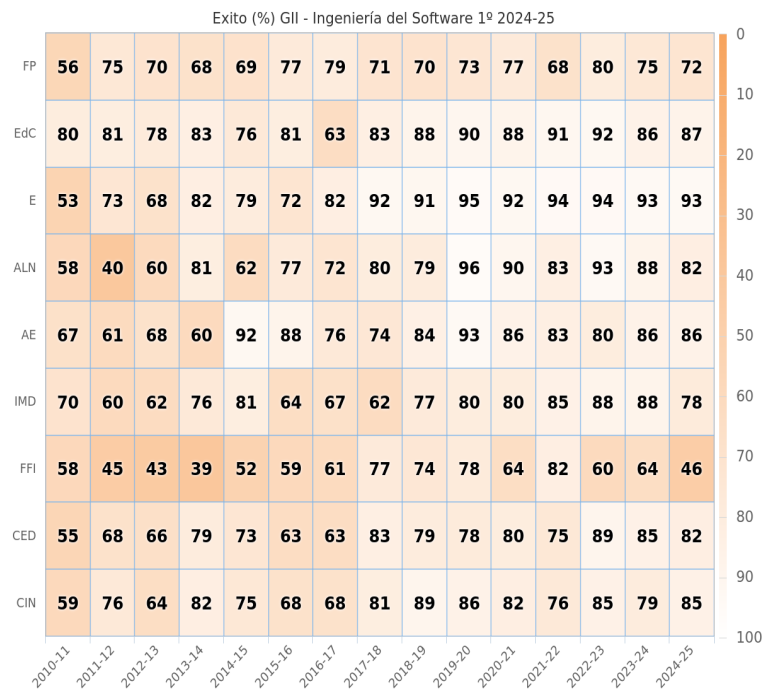 Exito (%) GII - Ingeniería del Software 1º 2024-25
FP 56 75 70 68 69 77 79 71 70 73 77 68 80 75 72
EdC 80 81 78 83 76 81 63 83 88 90 88 91 92 86 87
E 53 73 68 82 79 72 82 92 91 95 92 94 94 93 93
ALN 58 40 60 81 62 77 72 80 79 96 90 83 93 88 82
AE 67 61 68 60 92 88 76 74 84 93 86 83 80 86 86
IMD 70 60 62 76 81 64 67 62 77 80 80 85 88 88 78
FFI 58 45 43 39 52 59 61 77 74 78 64 82 60 64 46
CED 55 68 66 79 73 63 63 83 79 78 80 75 89 85 82
CIN 59 76 64 82 75 68 68 81 89 86 82 76 85 79 85
2010-11 2011-12 2012-13 2013-14 2014-15 2015-16 2016-17 2017-18 2018-19 2019-20 2020-21 2021-22 2022-23 2023-24 2024-25
0
10
20
30
40
50
60
70
80
90
100